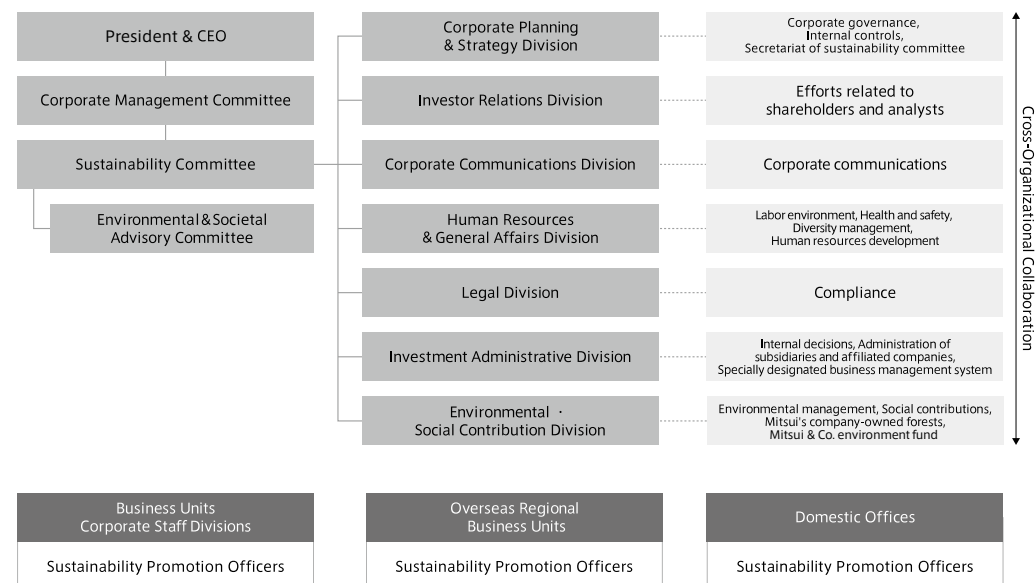 President & CEO
Corporate Management Committee
Sustainability Committee
Environmental & Societal
Advisory Committee
Corporate Planning
& Strategy Division
Corporate governance,
Internal controls,
Secretariat of sustainability committee
Investor Relations Division
Efforts related to
shareholders and analysts
Corporate Communications Division
Corporate communications
Human Resources
& General Affairs Division
Labor environment, Health and safety,
Diversity management,
Human resources development
Legal Division
Compliance
Investment Administrative Division
Internal decisions, Administration of
subsidiaries and affiliated companies,
Specially designated business management system
Environmental ・
Social Contribution Division
Environmental management, Social contributions,
Mitsui's company-owned forests,
Mitsui & Co. environment fund
Cross-Organizational Collaboration
Business Units
Corporate Staff Divisions
Sustainability Promotion Officers
Overseas Regional
Business Units
Sustainability Promotion Officers
Domestic Offices
Sustainability Promotion Officers